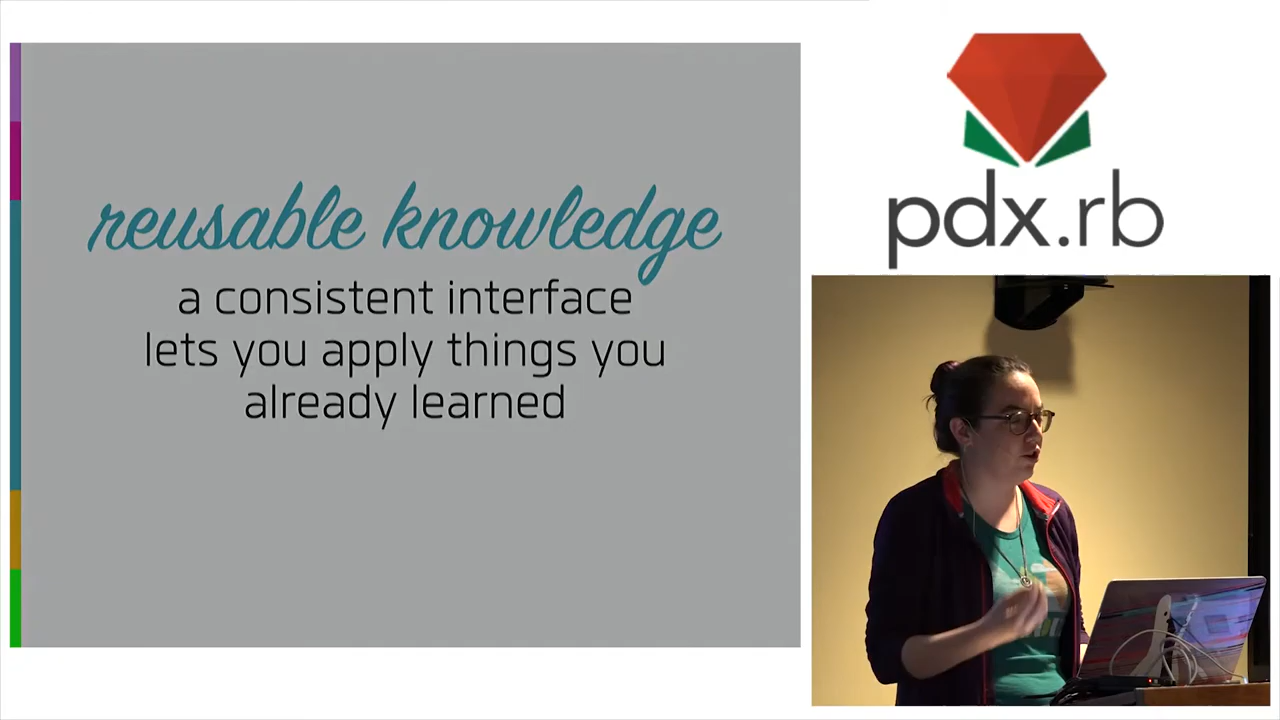 reusable knowledge
a consistent interface
lets you apply things you
already learned
pdx.rb